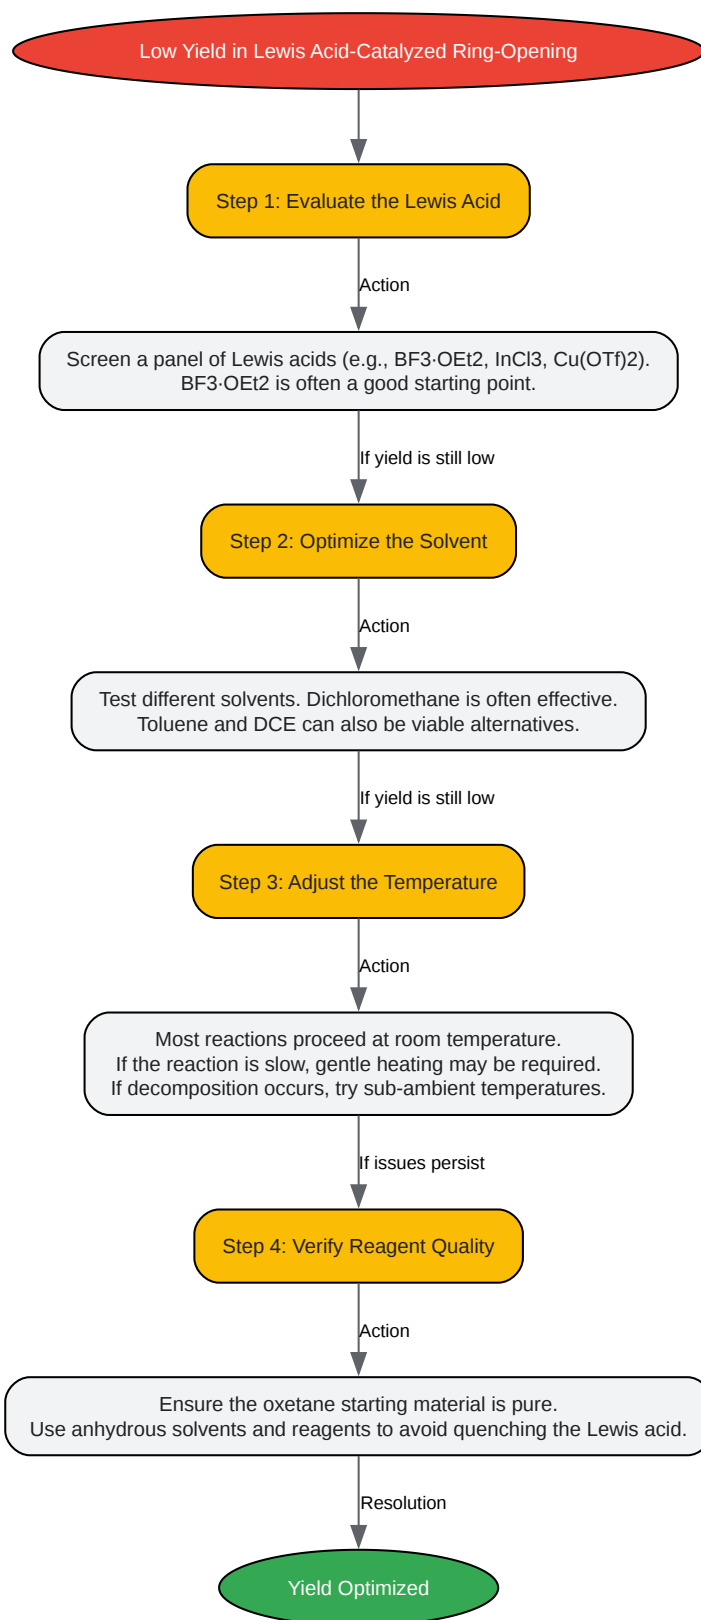 Low Yield in Lewis Acid-Catalyzed Ring-Opening
Step 1: Evaluate the Lewis Acid
Action
Screen a panel of Lewis acids (e.g., BF3·OEt2, InCl3, Cu(OTf)2).
BF3·OEt2 is often a good starting point.
If yield is still low
Step 2: Optimize the Solvent
Action
Test different solvents. Dichloromethane is often effective.
Toluene and DCE can also be viable alternatives.
If yield is still low
Step 3: Adjust the Temperature
Action
Most reactions proceed at room temperature.
If the reaction is slow, gentle heating may be required.
If decomposition occurs, try sub-ambient temperatures.
If issues persist
Step 4: Verify Reagent Quality
Action
Ensure the oxetane starting material is pure.
Use anhydrous solvents and reagents to avoid quenching the Lewis acid.
Resolution
Yield Optimized